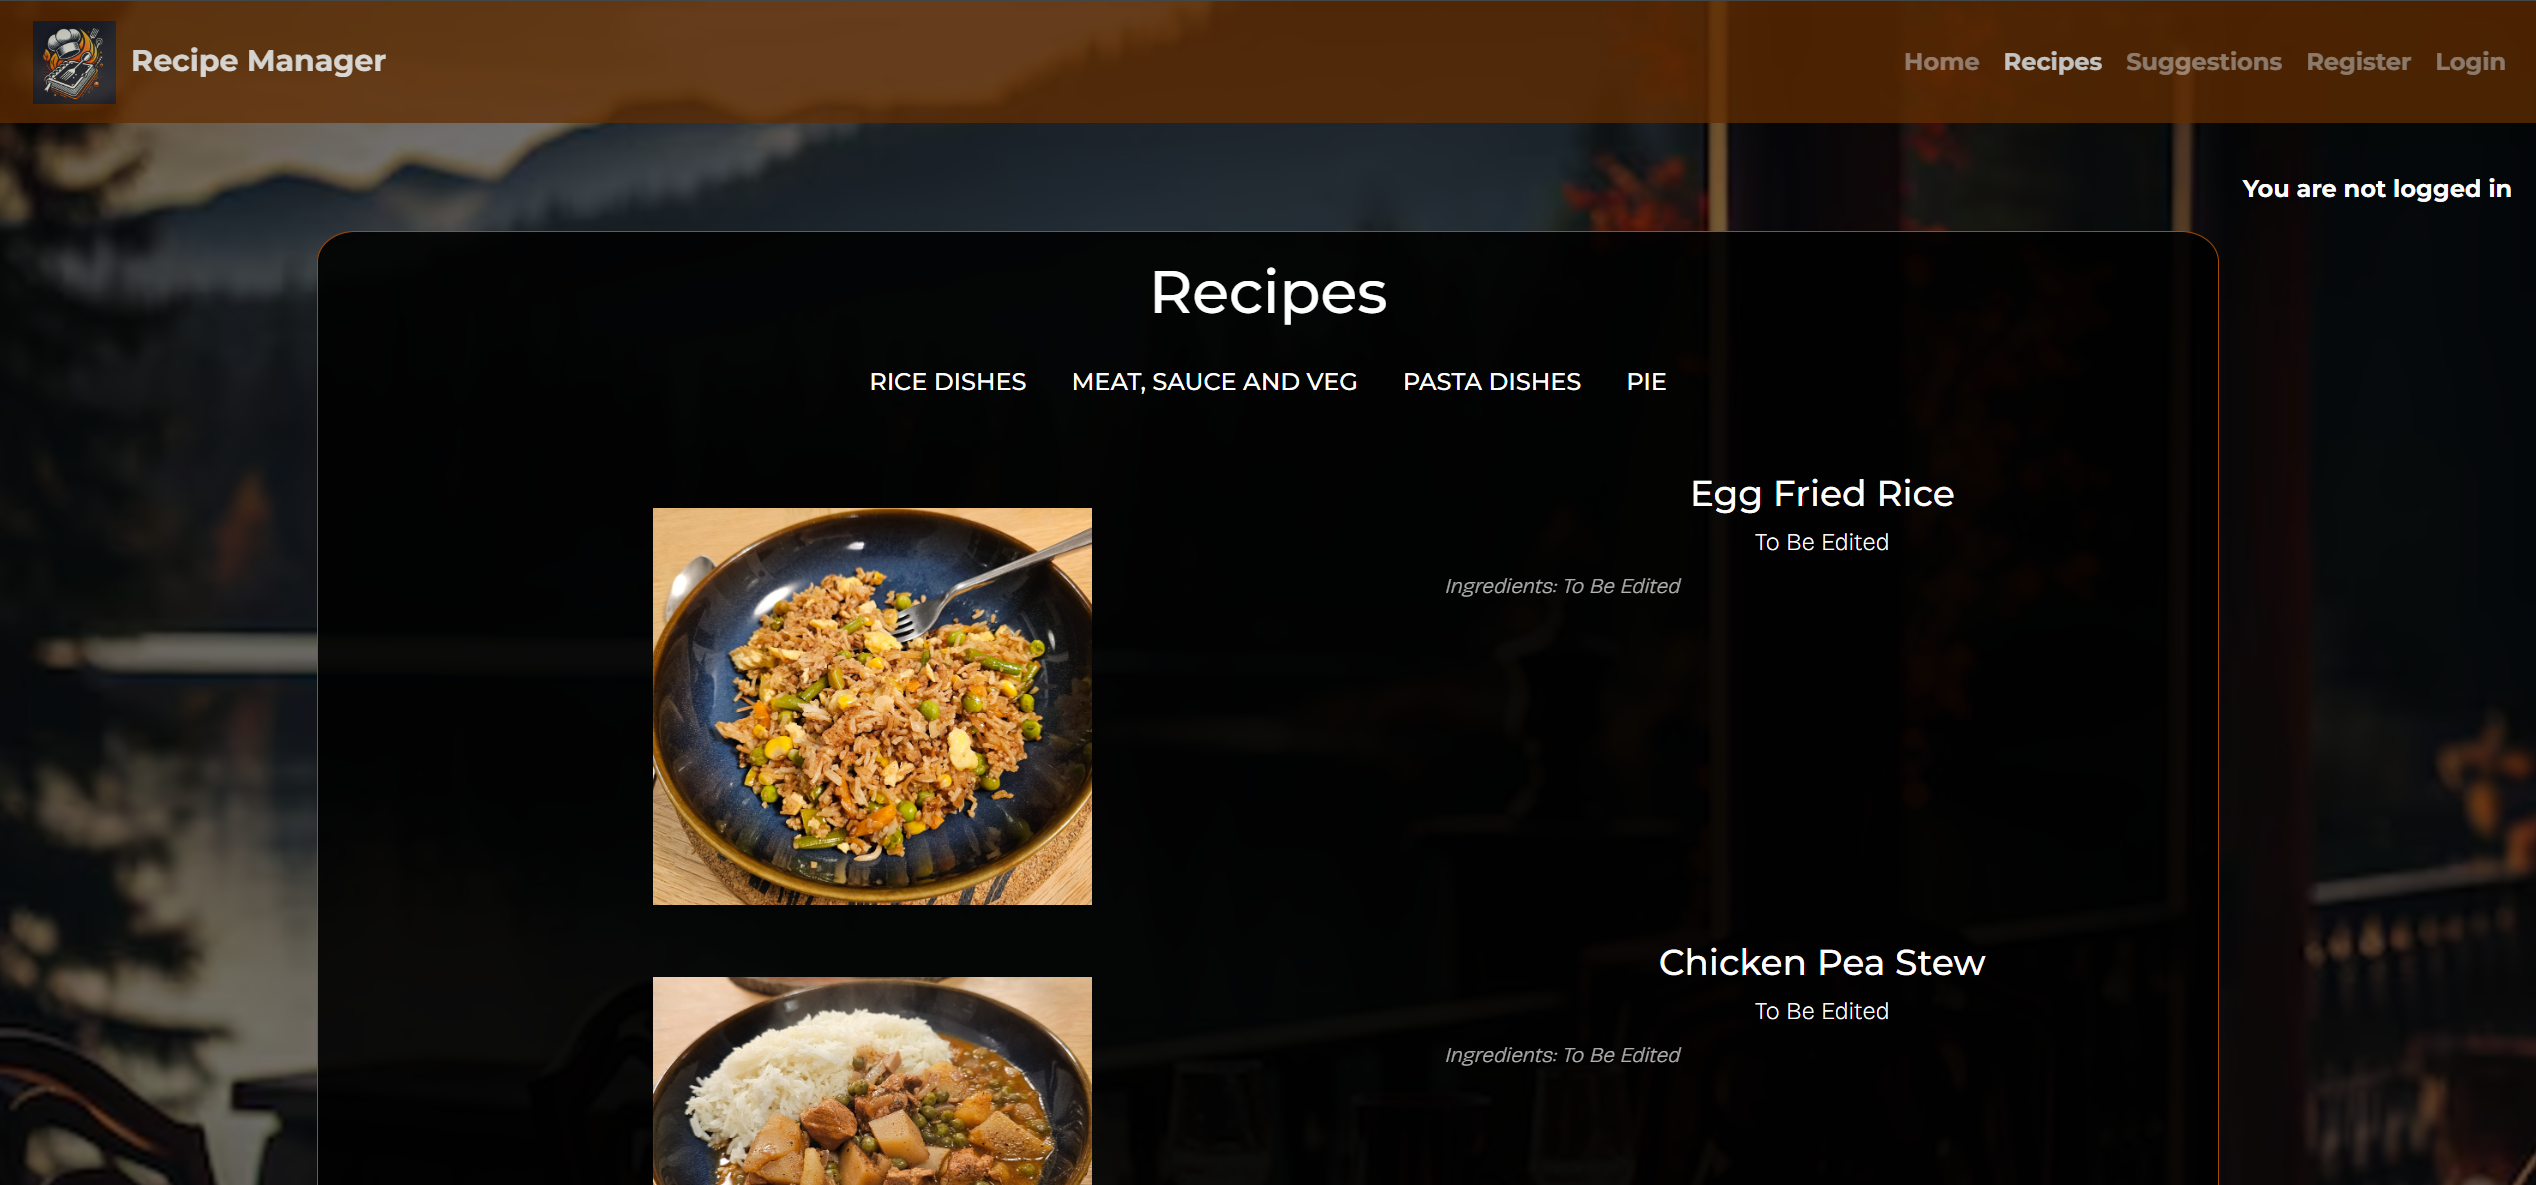 Recipe Manager
Home Recipes Suggestions Register Login
You are not logged in
Recipes
RICE DISHES MEAT, SAUCE AND VEG PASTA DISHES PIE
Egg Fried Rice
To Be Edited
Ingredients: To Be Edited
Chicken Pea Stew
To Be Edited
Ingredients: To Be Edited